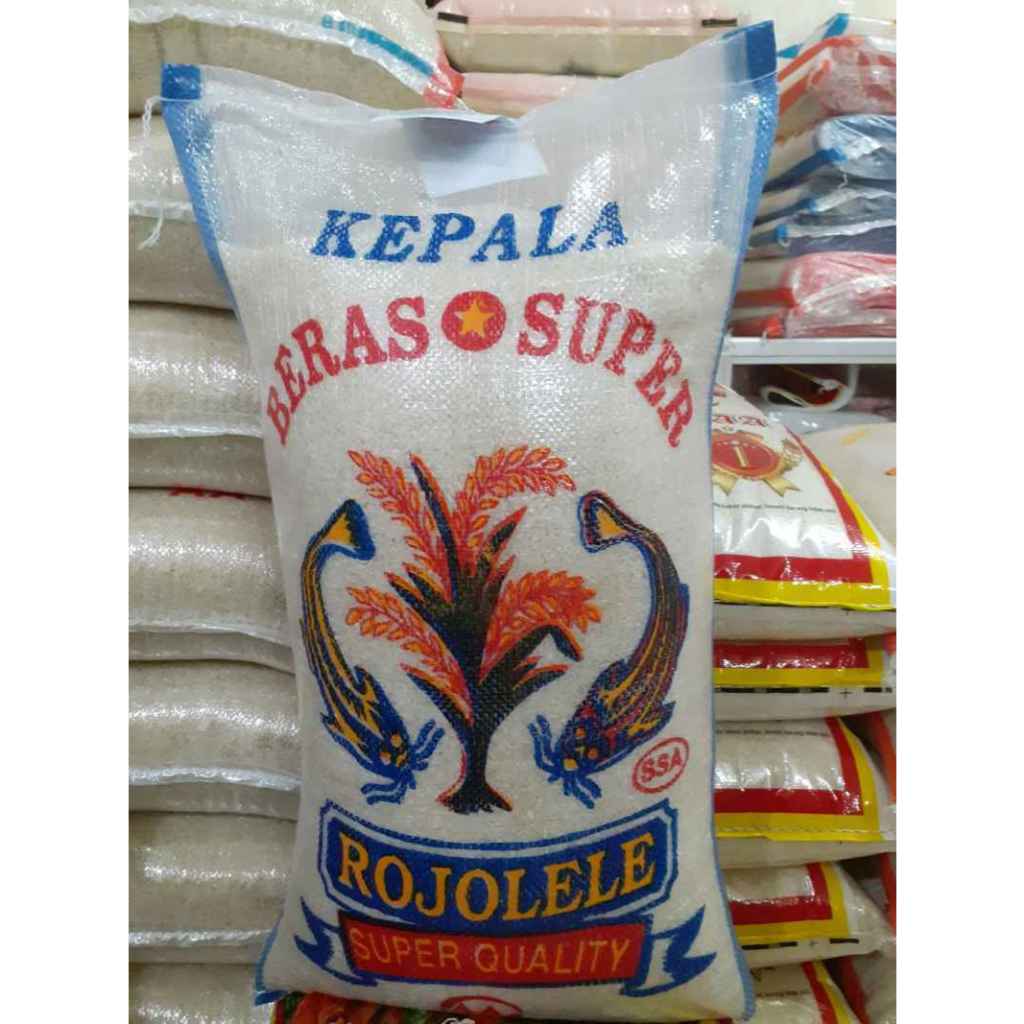 KEPALA
BERAS SUPER
SSA
ROJOLELE
SUPER QUALITY